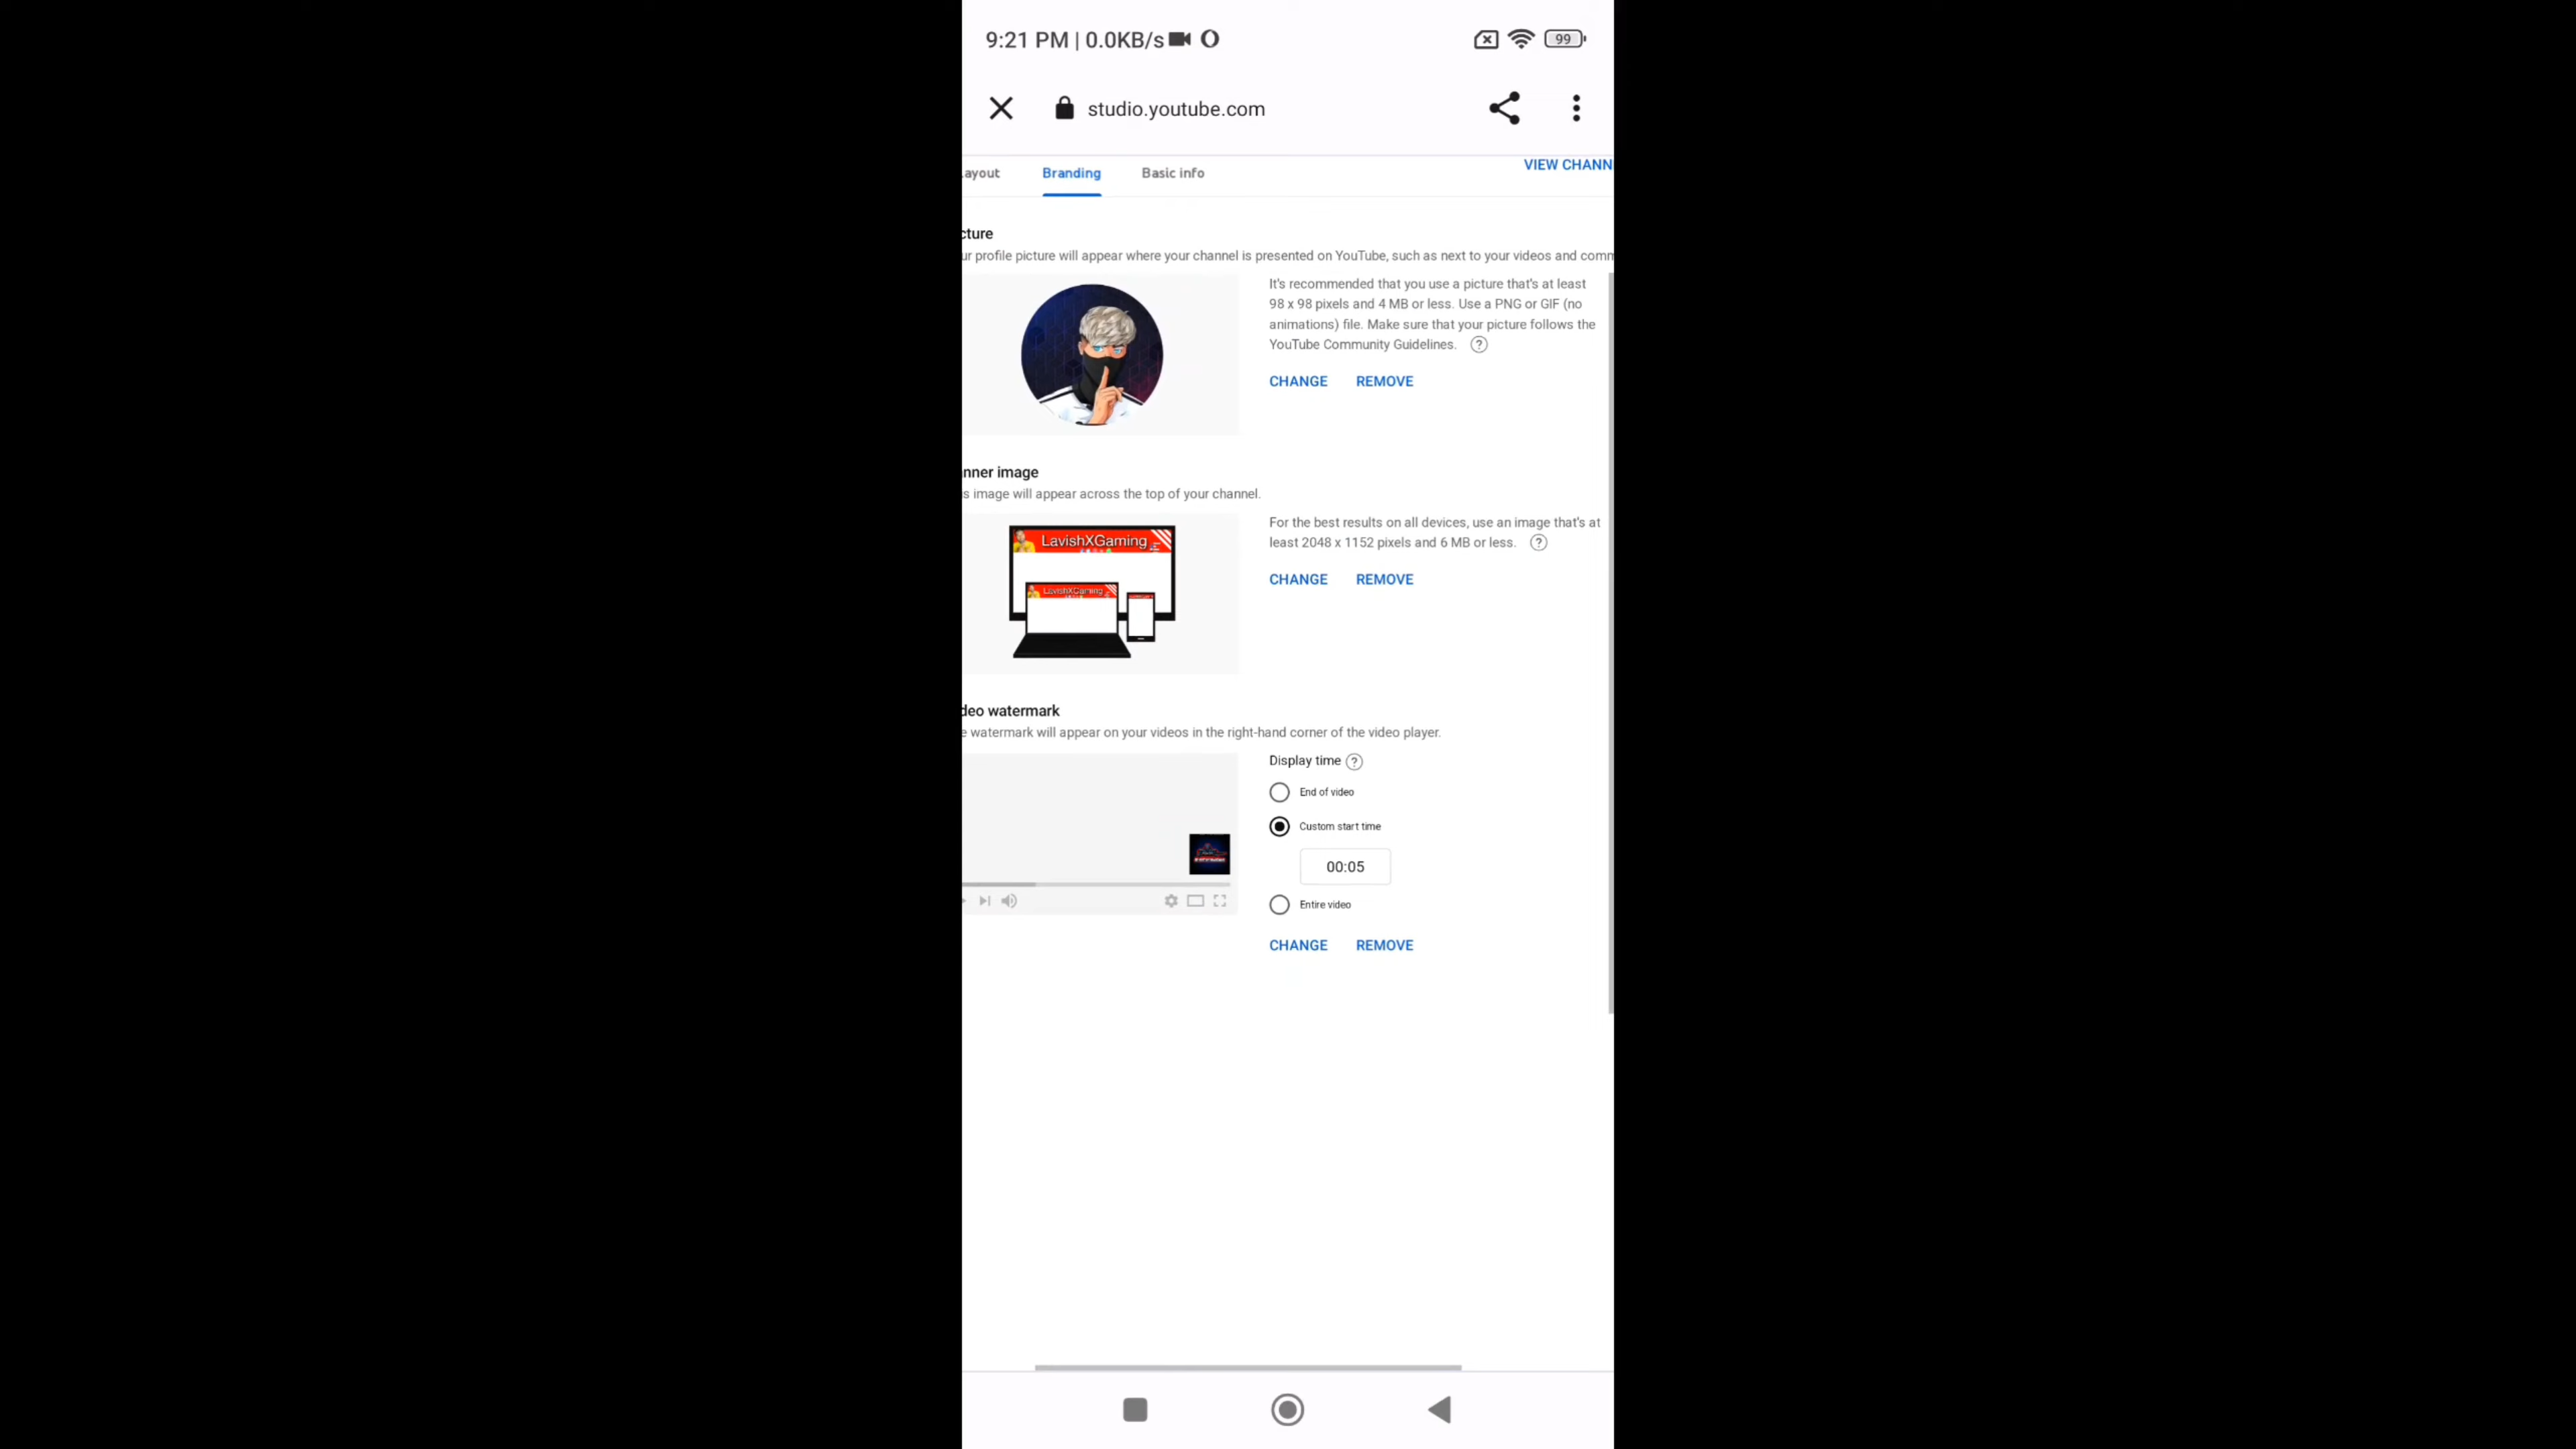 9:21 PM | 0.0KB/s
99
studio.youtube.com
ayout Branding Basic info VIEW CHANN
cture
ur profile picture will appear where your channel is presented on YouTube, such as next to your videos and comm
It's recommended that you use a picture that's at least
98 x 98 pixels and 4 MB or less. Use a PNG or GIF (no
animations) file. Make sure that your picture follows the
YouTube Community Guidelines. ?
CHANGE REMOVE
nner image
s image will appear across the top of your channel.
LavishXGaming
LavishXGaming
For the best results on all devices, use an image that's at
least 2048 x 1152 pixels and 6 MB or less. ?
CHANGE REMOVE
deo watermark
e watermark will appear on your videos in the right-hand corner of the video player.
Display time ?
End of video
Custom start time
00:05
Entire video
CHANGE REMOVE